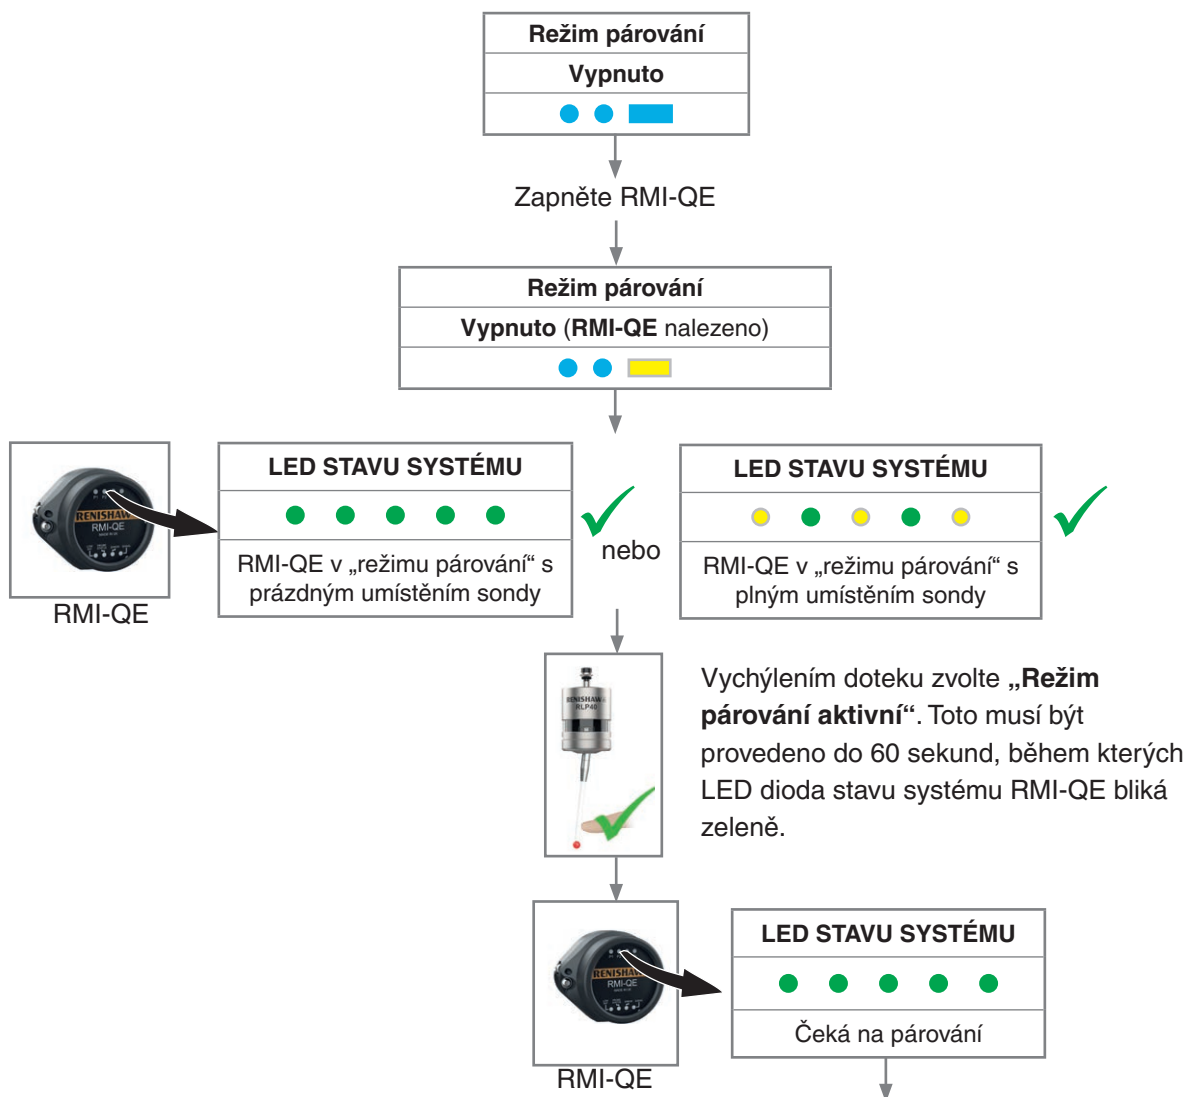 Režim párování
Vypnuto
Zapněte RMI-QE
Režim párování
Vypnuto (RMI-QE nalezeno)
RENISHAW
RMI-QE
RMI-QE
LED STAVU SYSTÉMU
RMI-QE v „režimu párování“ s
prázdným umístěním sondy
nebo
LED STAVU SYSTÉMU
RMI-QE v „režimu párování“ s
plným umístěním sondy
RENISHAW
RLP40
Vychýlením doteku zvolte „Režim
párování aktivní“. Toto musí být
provedeno do 60 sekund, během kterých
LED dioda stavu systému RMI-QE bliká
zeleně.
RENISHAW
RMI-QE
RMI-QE
LED STAVU SYSTÉMU
Čeká na párování